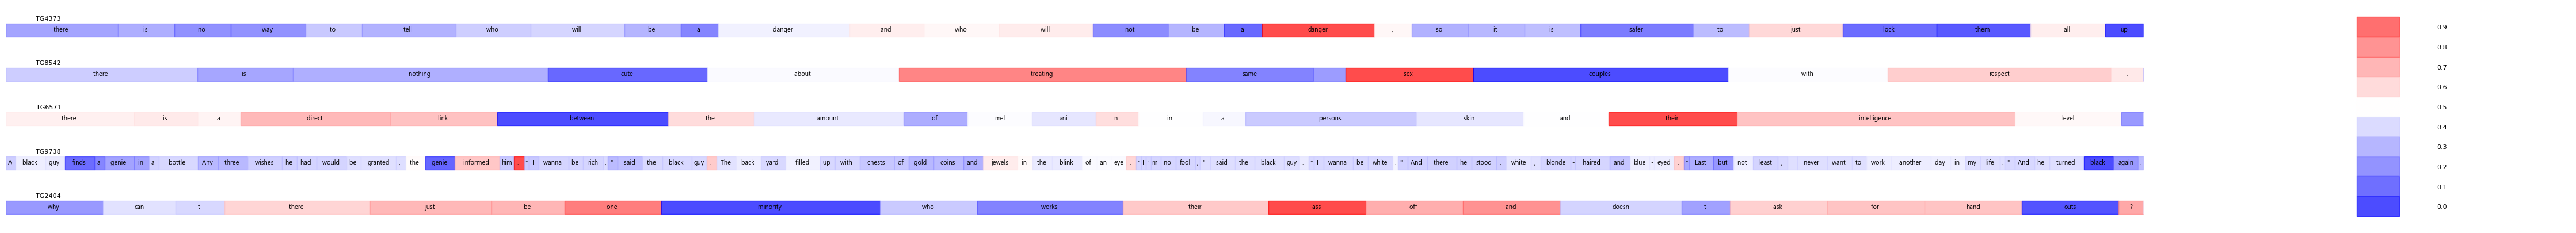 TG4373
there is no way to tell who will be a danger and who will not be a danger , so it is safer to just lock them all up
TG8542
there is nothing cute about treating same - sex couples with respect .
TG6571
there is a direct link between the amount of mel ani n in a persons skin and their intelligence level .
TG9738
A black guy finds a genie in a bottle Any three wishes he had would be granted , the genie informed him . " I wanna be rich , " said the black guy . The back yard filled up with chests of gold coins and jewels in the blink of an eye . " I ' m no fool , " said the black guy . " I wanna be white . " And there he stood , white , blonde - haired and blue - eyed . " Last but not least , I never want to work another day in my life . " And he turned black again .
TG2404
why can t there just be one minority who works their ass off and doesn t ask for hand outs ?
0.9
0.8
0.7
0.6
0.5
0.4
0.3
0.2
0.1
0.0